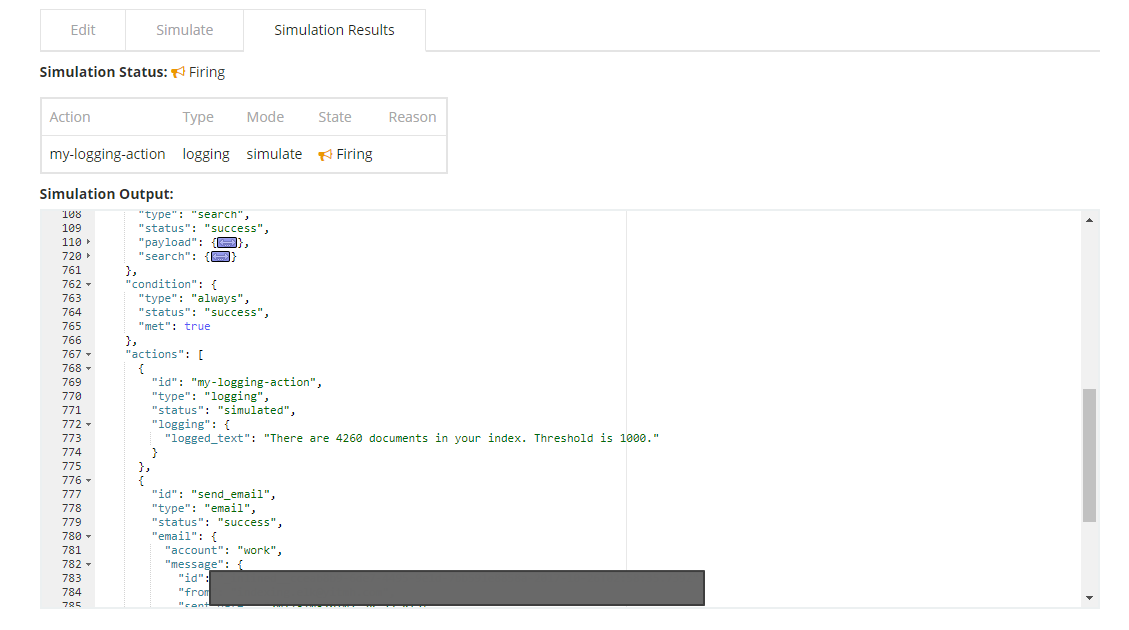 Edit Simulate Simulation Results
Simulation Status: Firing
Action Type Mode State Reason
my-logging-action logging simulate Firing
Simulation Output:
108 "type": "search",
109 "status": "success",
110 "payload": {},
720 "search": {}
761 },
762 "condition": {
763 "type": "always",
764 "status": "success",
765 "met": true
766 },
767 "actions": [
768 {
769 "id": "my-logging-action",
770 "type": "logging",
771 "status": "simulated",
772 "logging": {
773 "logged_text": "There are 4260 documents in your index. Threshold is 1000."
774 }
775 },
776 {
777 "id": "send_email",
778 "type": "email",
779 "status": "success",
780 "email": {
781 "account": "work",
782 "message": {
783 "id":
784 "from
785